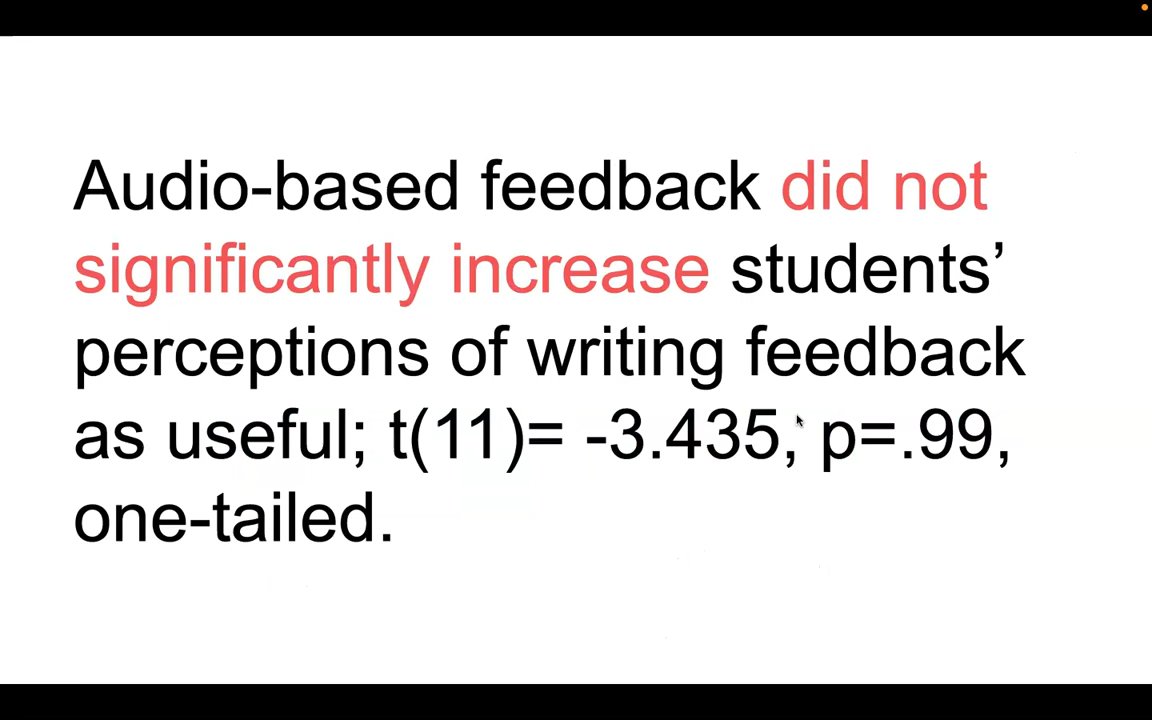 Audio-based feedback did not
significantly increase students’
perceptions of writing feedback
as useful; t(11)= -3.435, p=.99,
one-tailed.